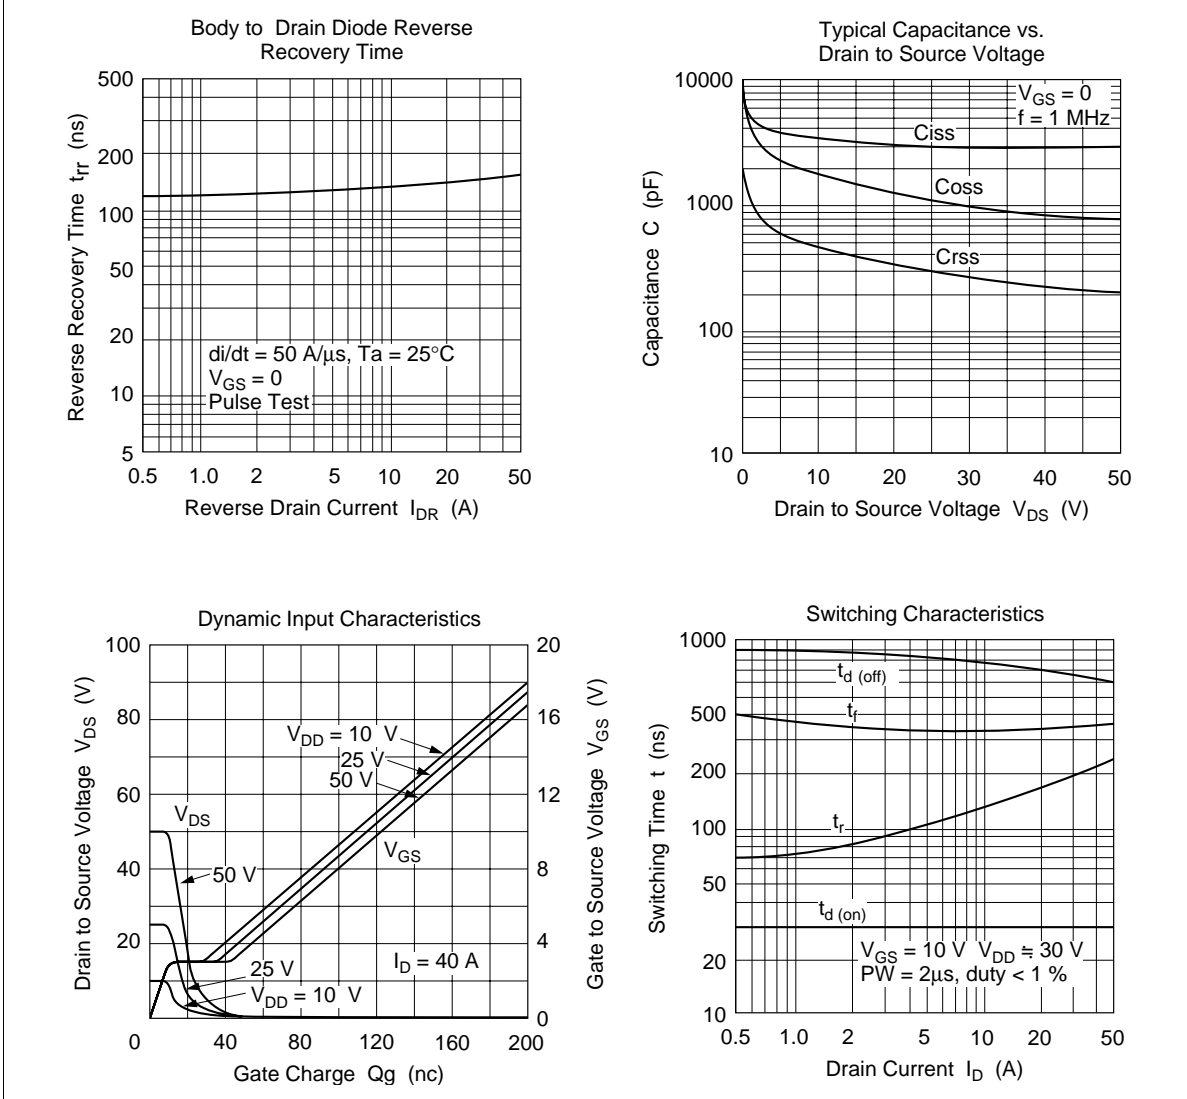 Body to Drain Diode Reverse
Recovery Time
500
200
100
50
20
10
5
Reverse Recovery Time trr (ns)
di/dt = 50 A/μs, Ta = 25°C
VGS = 0
Pulse Test
0.5 1.0 2 5 10 20 50
Reverse Drain Current IDR (A)
Typical Capacitance vs.
Drain to Source Voltage
10000
1000
100
10
Capacitance C (pF)
VGS = 0
f = 1 MHz
Ciss
Coss
Crss
0 10 20 30 40 50
Drain to Source Voltage VDS (V)
Dynamic Input Characteristics
100
80
60
40
20
0
Drain to Source Voltage VDS (V)
20
16
12
8
4
0
Gate to Source Voltage VGS (V)
VDD = 10 V
25 V
50 V
VDS
VGS
50 V
ID = 40 A
25 V
VDD = 10 V
40 80 120 160 200
Gate Charge Qg (nc)
Switching Characteristics
1000
500
200
100
50
20
10
Switching Time t (ns)
td (off)
tf
tr
td (on)
VGS = 10 V VDD ≒ 30 V
PW = 2μs, duty < 1 %
0.5 1.0 2 5 10 20 50
Drain Current ID (A)